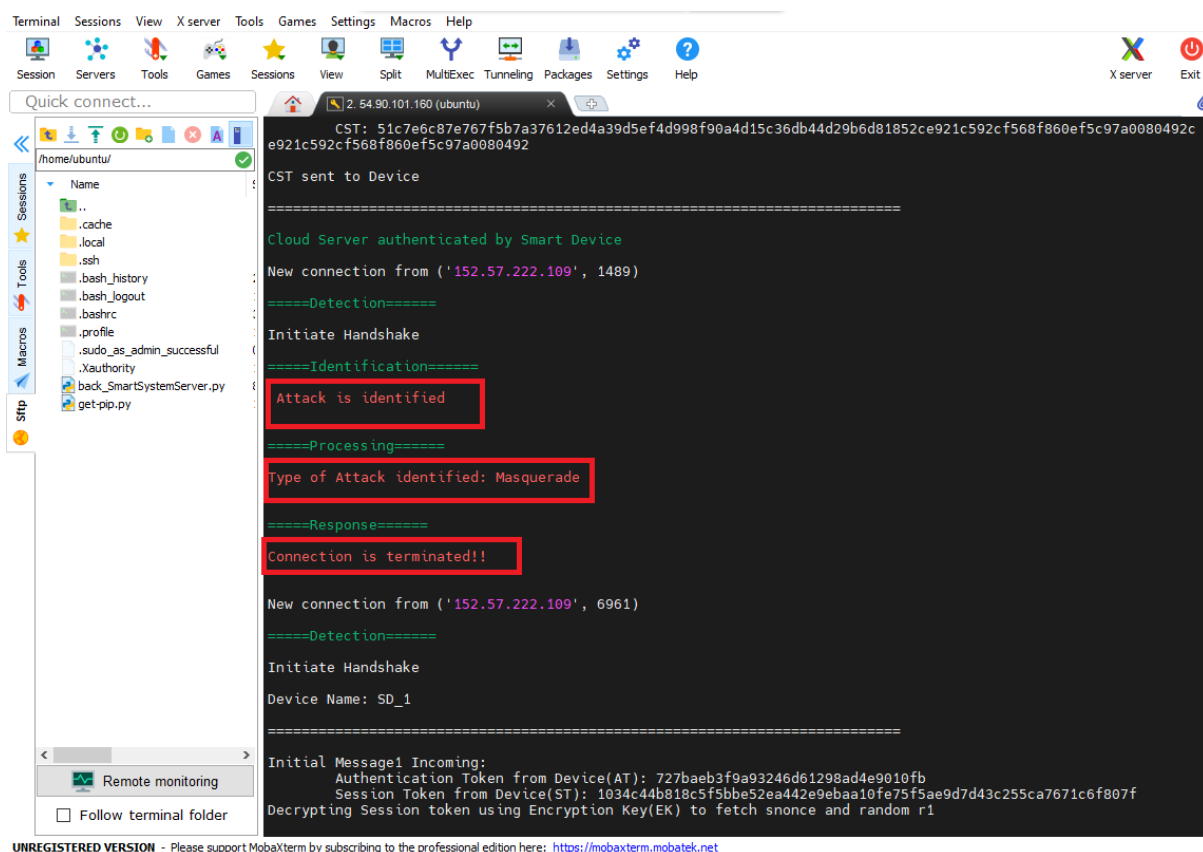 Terminal Sessions View X server Tools Games Settings Macros Help
Session Servers Tools Games Sessions View Split MultiExec Tunneling Packages Settings Help X server Exit
Quick connect...
2. 54.90.101.160 (ubuntu)
/home/ubuntu/
Name
..
.cache
.local
.ssh
.bash_history
.bash_logout
.bashrc
.profile
.sudo_as_admin_successful
.Xauthority
back_SmartSystemServer.py
get-pip.py
Sessions
Tools
Macros
Sftp
Remote monitoring
Follow terminal folder
CST: 51c7e6c87e767f5b7a37612ed4a39d5ef4d998f90a4d15c36db44d29b6d81852ce921c592cf568f860ef5c97a0080492c
e921c592cf568f860ef5c97a0080492
CST sent to Device
===========================================================================
Cloud Server authenticated by Smart Device
New connection from ('152.57.222.109', 1489)
=====Detection======
Initiate Handshake
=====Identification======
Attack is identified
=====Processing======
Type of Attack identified: Masquerade
=====Response======
Connection is terminated!!
New connection from ('152.57.222.109', 6961)
=====Detection======
Initiate Handshake
Device Name: SD_1
===========================================================================
Initial Message1 Incoming:
Authentication Token from Device(AT): 727baeb3f9a93246d61298ad4e9010fb
Session Token from Device(ST): 1034c44b818c5f5bbe52ea442e9ebaa10fe75f5ae9d7d43c255ca7671c6f807f
Decrypting Session token using Encryption Key(EK) to fetch snonce and random r1
UNREGISTERED VERSION - Please support MobaXterm by subscribing to the professional edition here: https://mobaxterm.mobatek.net